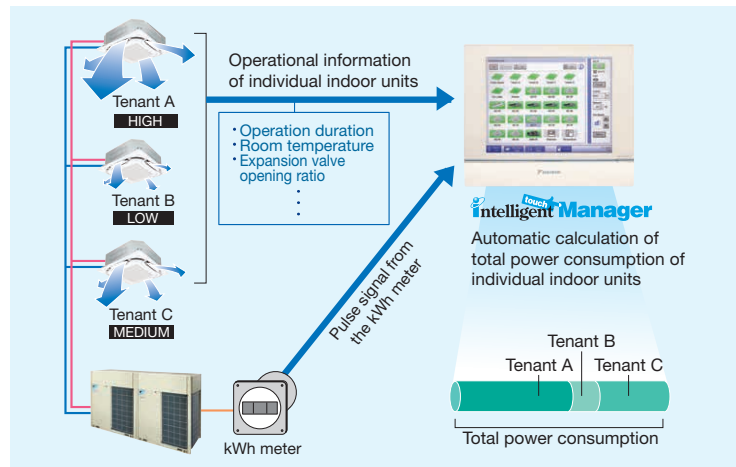 Tenant A
HIGH
Tenant B
LOW
Tenant C
MEDIUM
Operational information
of individual indoor units
・Operation duration
・Room temperature
・Expansion valve
opening ratio
Pulse signal from
the kWh meter
kWh meter
DAIKIN
intelligent touch Manager
Automatic calculation of
total power consumption of
individual indoor units
Tenant B
Tenant A
Tenant C
Total power consumption